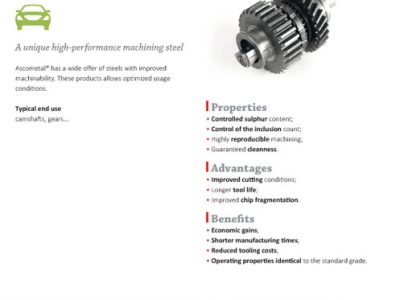 A unique high-performance machining steel
Ascometal® has a wide offer of steels with improved
machinability. These products allows optimized usage
conditions.
Typical end use
camshafts, gears...
Properties
• Controlled sulphur content;
• Control of the inclusion count;
• Highly reproducible machining;
• Guaranteed cleanness.
Advantages
• Improved cutting conditions;
• Longer tool life;
• Improved chip fragmentation.
Benefits
• Economic gains;
• Shorter manufacturing times;
• Reduced tooling costs;
• Operating properties identical to the standard grade.